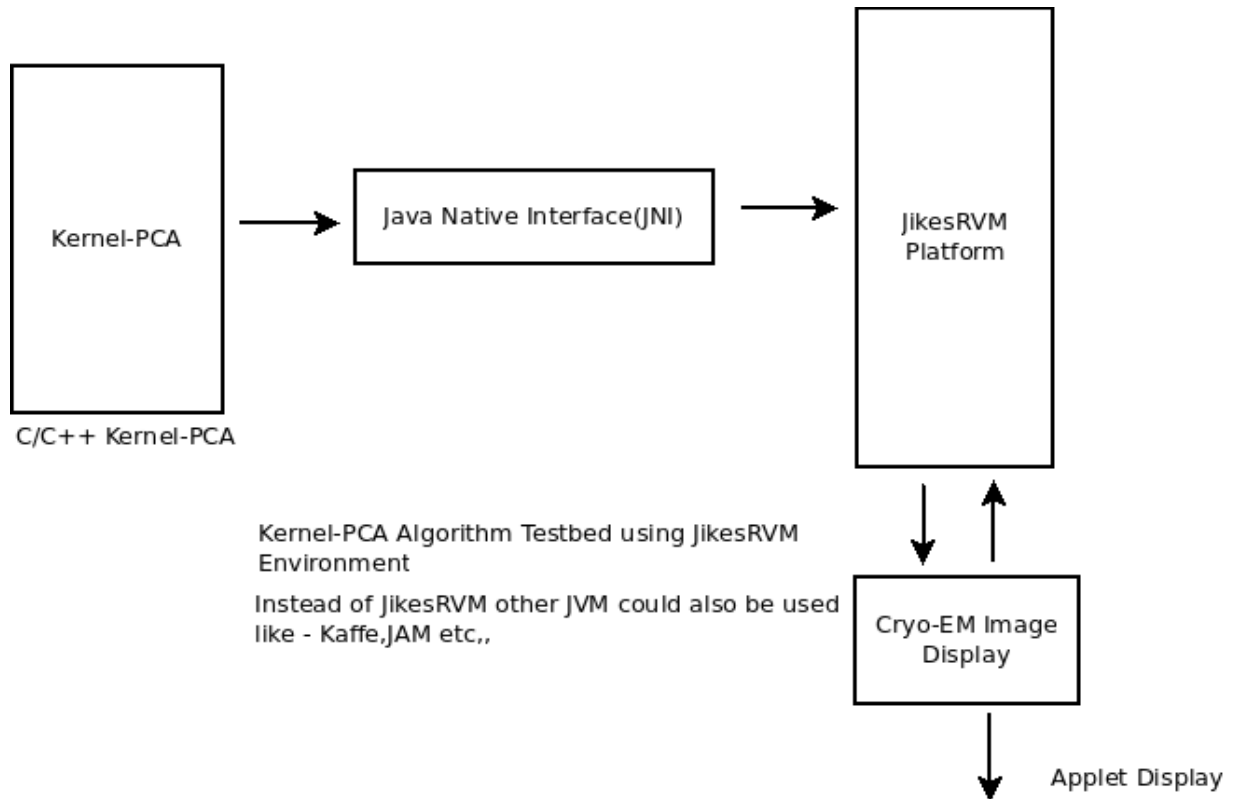 Kernel-PCA
C/C++ Kernel-PCA
Java Native Interface(JNI)
JikesRVM
Platform
Kernel-PCA Algorithm Testbed using JikesRVM
Environment
Instead of JikesRVM other JVM could also be used
like - Kaffe,JAM etc,,
Cryo-EM Image
Display
Applet Display